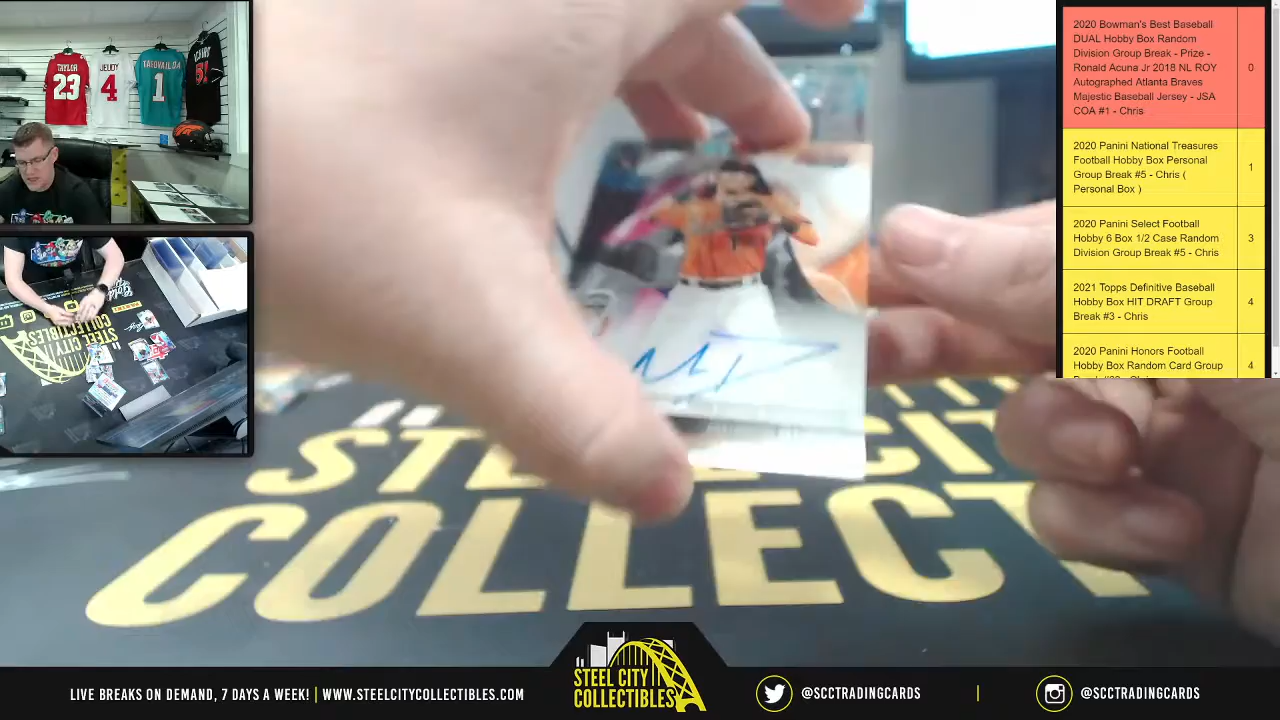 TAYLOR
23
JEUDY
4
TAGOVAILOA
1
2020 Bowman's Best Baseball
DUAL Hobby Box Random
Division Group Break - Prize -
Ronald Acuna Jr 2018 NL ROY
Autographed Atlanta Braves
Majestic Baseball Jersey - JSA
COA #1 - Chris
0
2020 Panini National Treasures
Football Hobby Box Personal
Group Break #5 - Chris (
Personal Box )
1
2020 Panini Select Football
Hobby 6 Box 1/2 Case Random
Division Group Break #5 - Chris
3
2021 Topps Definitive Baseball
Hobby Box HIT DRAFT Group
Break #3 - Chris
4
2020 Panini Honors Football
Hobby Box Random Card Group
4
STEEL CITY
COLLECT
STEEL CITY
COLLECTIBLES
LIVE BREAKS ON DEMAND, 7 DAYS A WEEK! | WWW.STEELCITYCOLLECTIBLES.COM
@SCCTRADINGCARDS
@SCCTRADINGCARDS